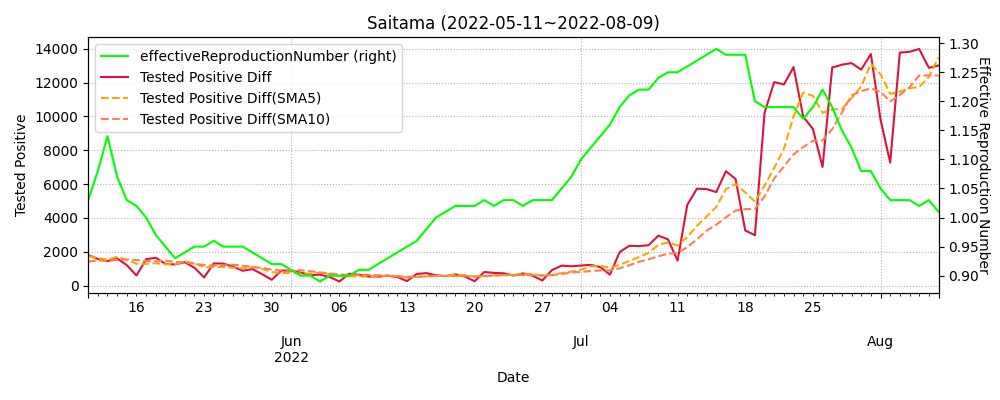 Saitama (2022-05-11~2022-08-09)
effectiveReproductionNumber (right)
Tested Positive Diff
Tested Positive Diff(SMA5)
Tested Positive Diff(SMA10)
Tested Positive
14000
12000
10000
8000
6000
4000
2000
0
1.30
1.25
1.20
1.15
1.10
1.05
1.00
0.95
0.90
Effective Reproduction Number
16 23 30 06 13 20 27 04 11 18 25
Jun Jul Aug
2022
Date